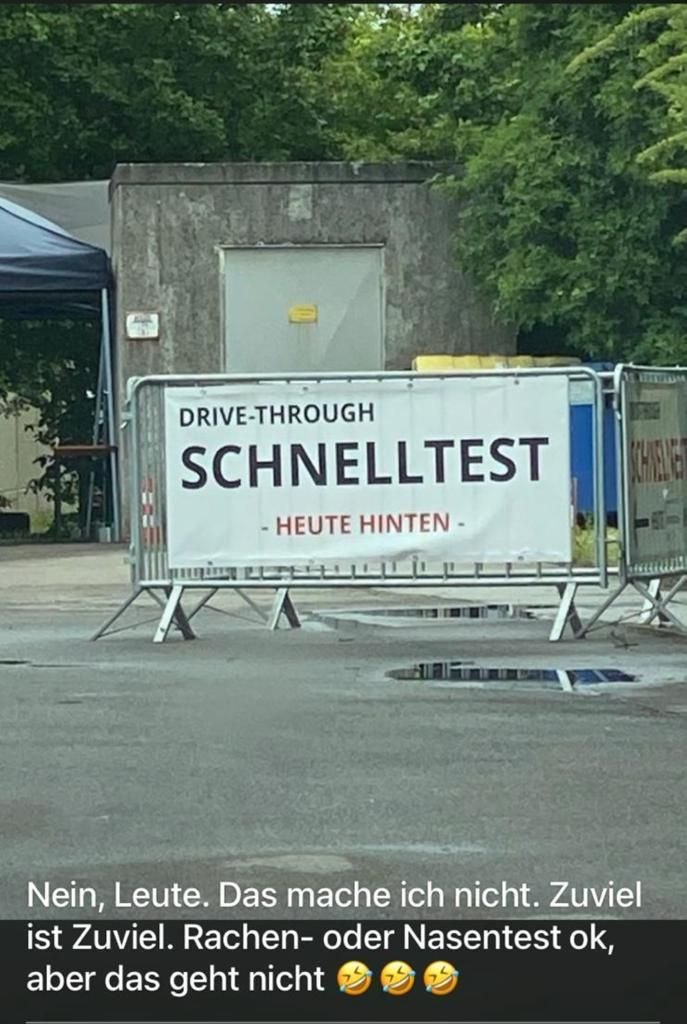 DRIVE-THROUGH
SCHNELLTEST
- HEUTE HINTEN -
SCHNELLTEST
Nein, Leute. Das mache ich nicht. Zuviel
ist Zuviel. Rachen- oder Nasentest ok,
aber das geht nicht 🤣🤣🤣